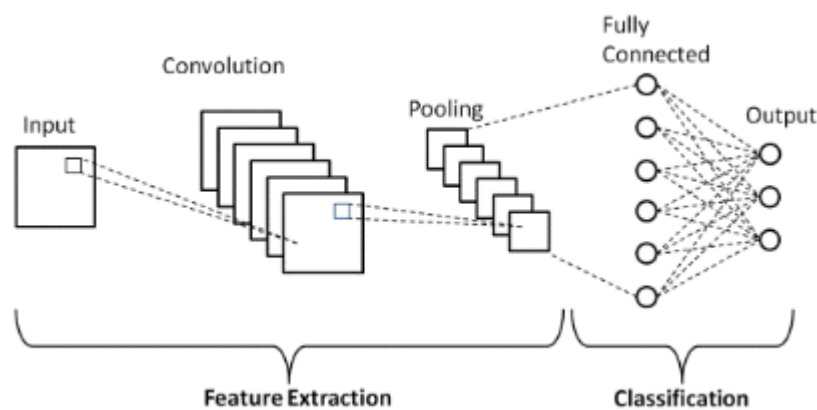 Input
Convolution
Pooling
Fully
Connected
Output
Feature Extraction
Classification